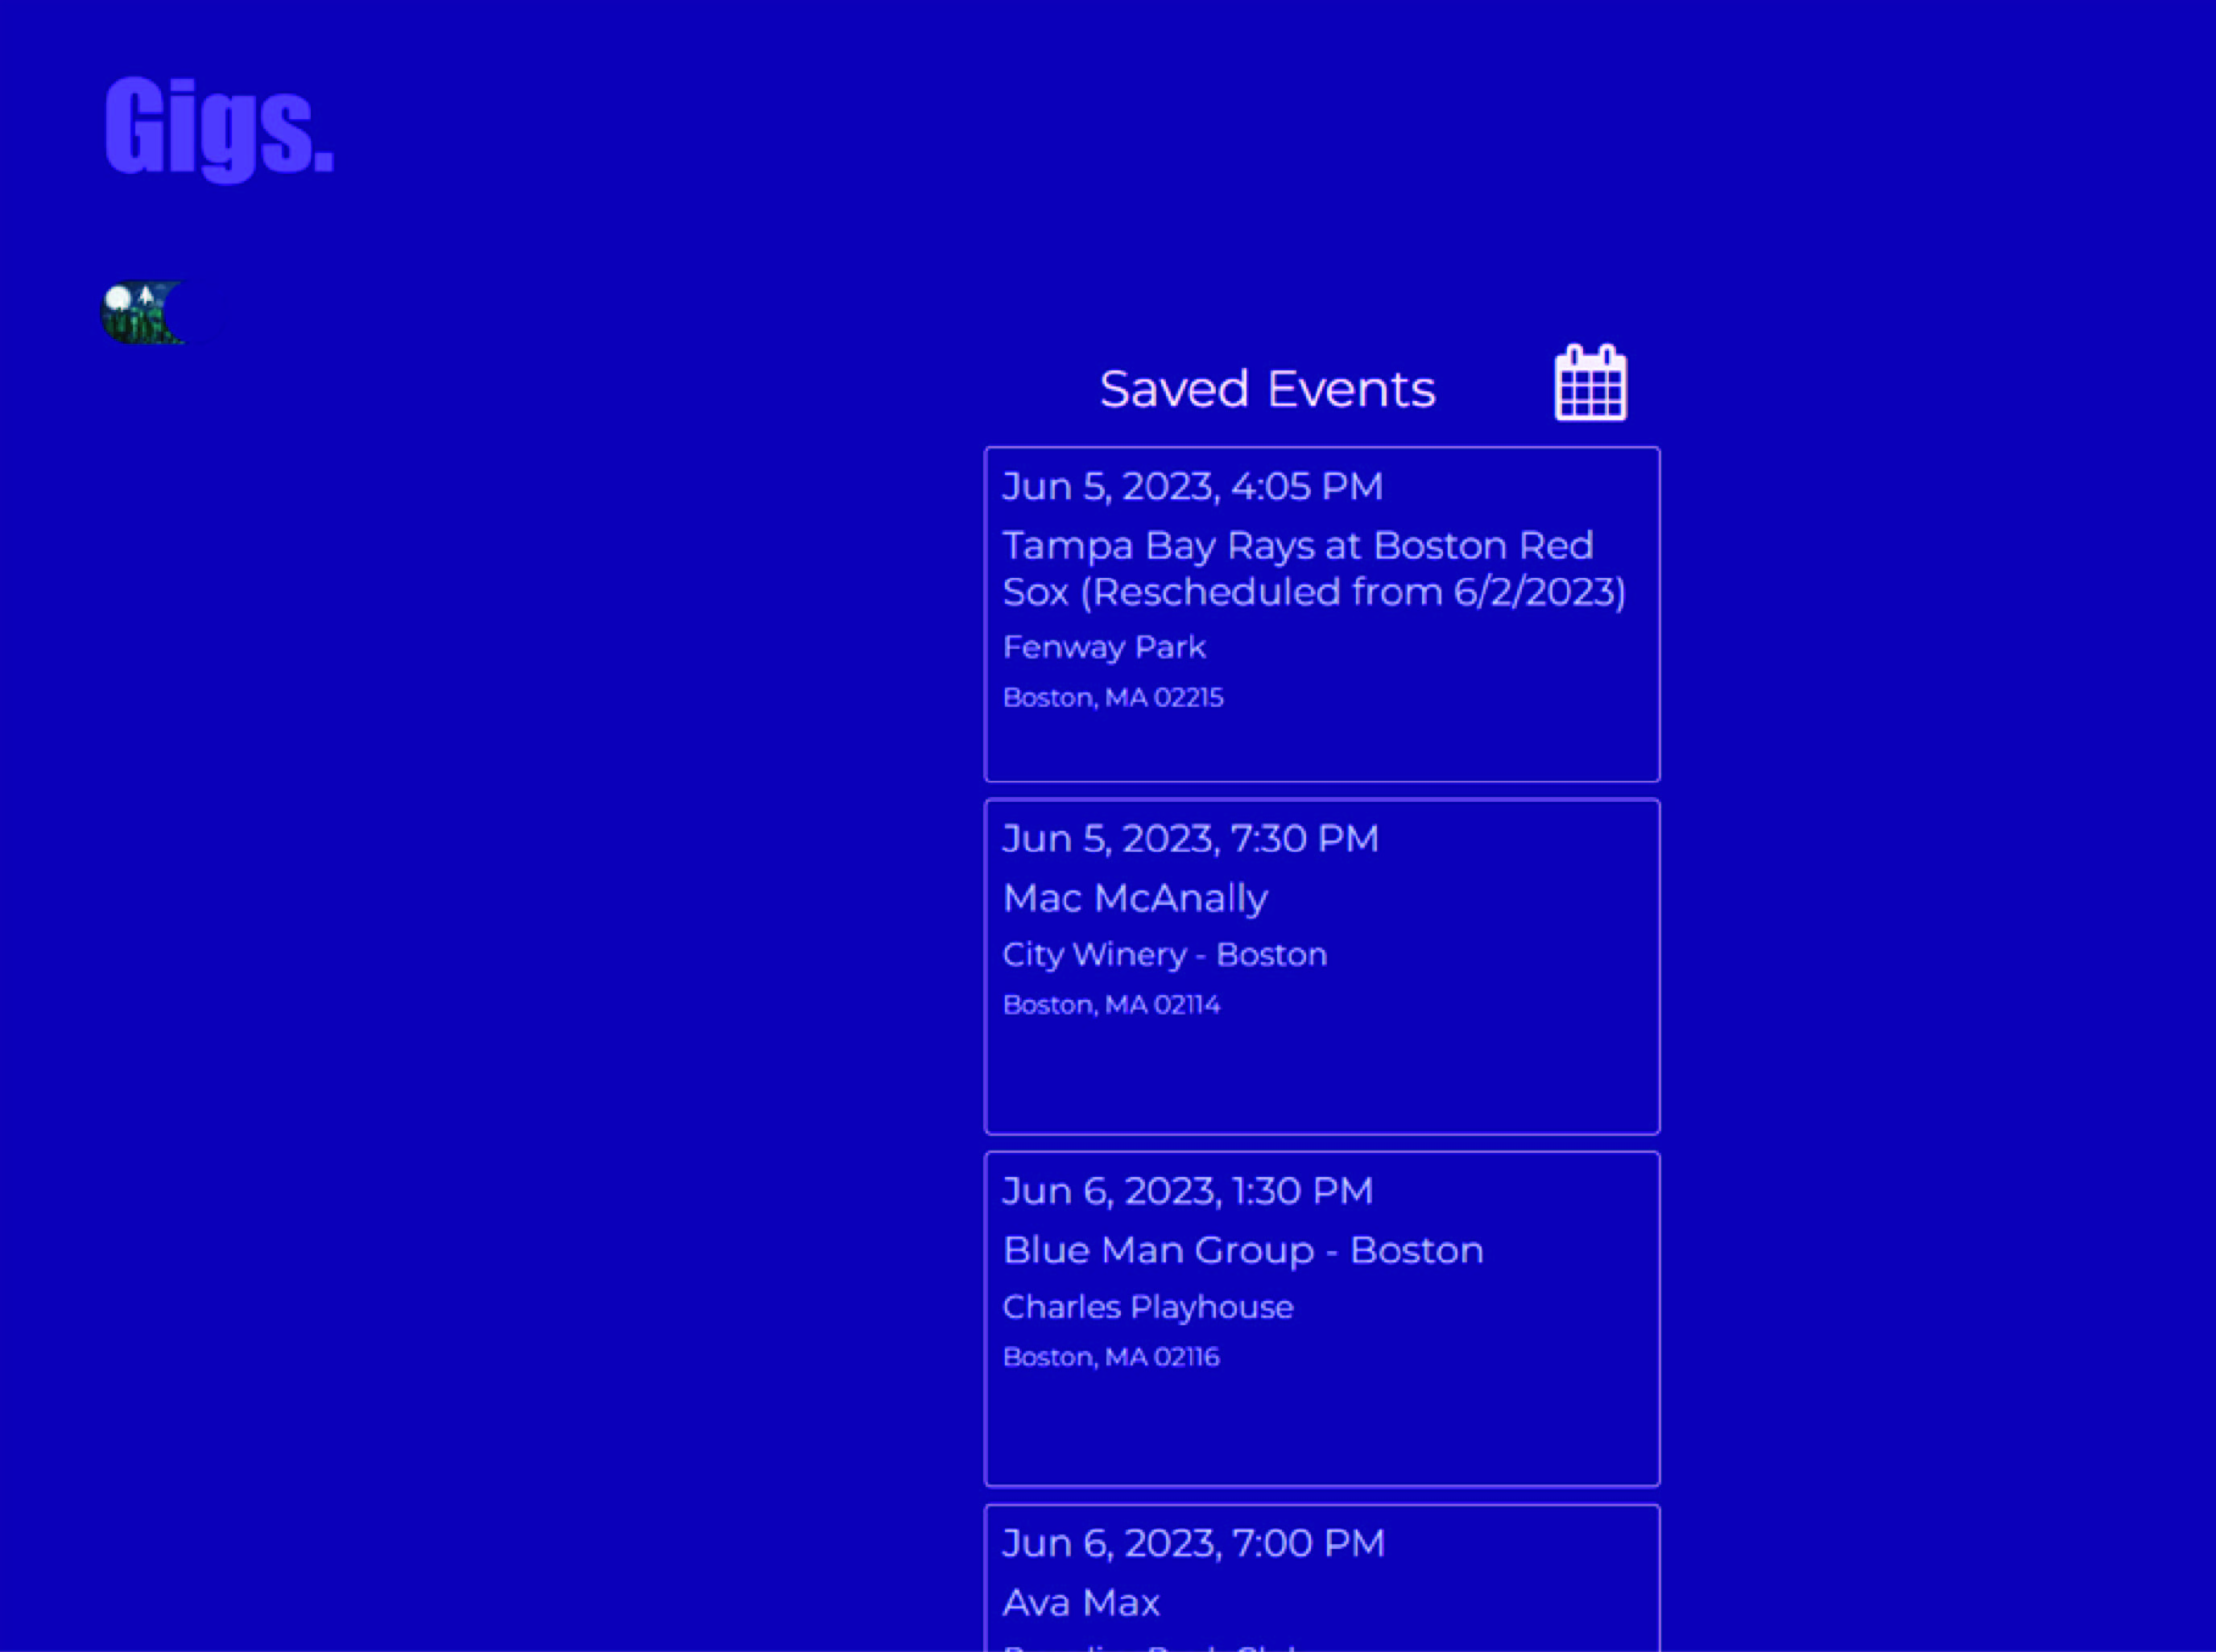 Gigs.
Saved Events
Jun 5, 2023, 4:05 PM
Tampa Bay Rays at Boston Red
Sox (Rescheduled from 6/2/2023)
Fenway Park
Boston, MA 02215
Jun 5, 2023, 7:30 PM
Mac McAnally
City Winery - Boston
Boston, MA 02114
Jun 6, 2023, 1:30 PM
Blue Man Group - Boston
Charles Playhouse
Boston, MA 02116
Jun 6, 2023, 7:00 PM
Ava Max